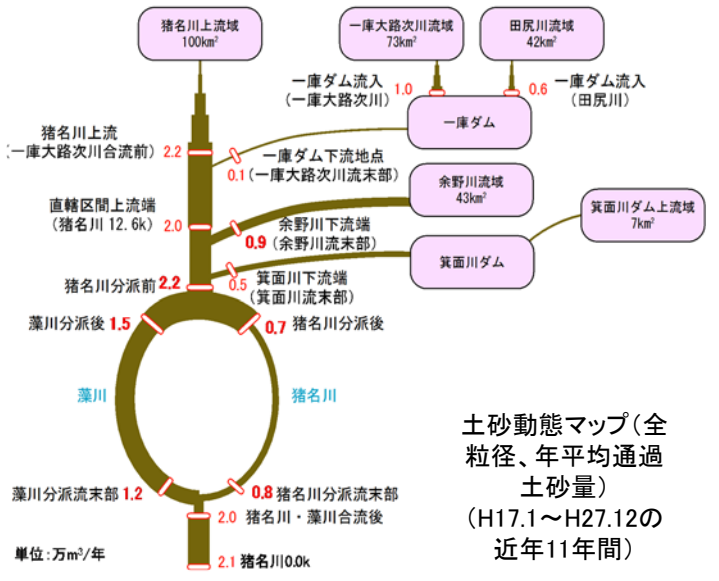 猪名川上流域
100km²
一庫大路次川流域
73km²
田尻川流域
42km²
一庫ダム流入
(一庫大路次川)
1.0
0.6
一庫ダム流入
(田尻川)
一庫ダム
猪名川上流
(一庫大路次川合流前)
2.2
0.1
一庫ダム下流地点
(一庫大路次川流末部)
余野川流域
43km²
直轄区間上流端
(猪名川 12.6k)
2.0
0.9
余野川下流端
(余野川流末部)
箕面川ダム上流域
7km²
箕面川ダム
猪名川分派前
2.2
0.5
箕面川下流端
(箕面川流末部)
藻川分派後
1.5
0.7
猪名川分派後
藻川
猪名川
藻川分派流末部
1.2
0.8
猪名川分派流末部
2.0
猪名川・藻川合流後
2.1
猪名川0.0k
単位:万m³/年
土砂動態マップ(全
粒径、年平均通過
土砂量)
(H17.1~H27.12の
近年11年間)